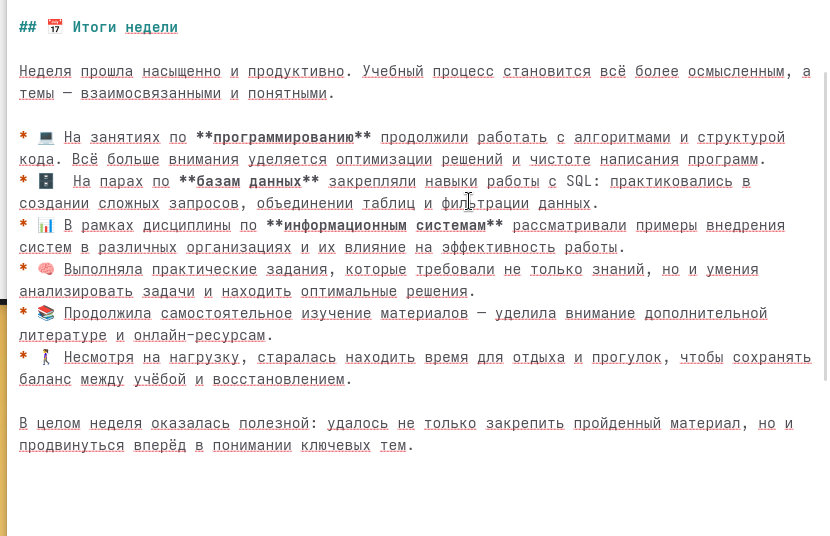 ## 📅 Итоги недели
Неделя прошла насыщенно и продуктивно. Учебный процесс становится всё более осмысленным, а
темы — взаимосвязанными и понятными.
* 💻 На занятиях по **программированию** продолжили работать с алгоритмами и структурой
кода. Всё больше внимания уделяется оптимизации решений и чистоте написания программ.
* 🗄️ На парах по **базам данных** закрепляли навыки работы с SQL: практиковались в
создании сложных запросов, объединении таблиц и фильтрации данных.
* 📊 В рамках дисциплины по **информационным системам** рассматривали примеры внедрения
систем в различных организациях и их влияние на эффективность работы.
* 🧠 Выполняла практические задания, которые требовали не только знаний, но и умения
анализировать задачи и находить оптимальные решения.
* 📚 Продолжила самостоятельное изучение материалов — уделила внимание дополнительной
литературе и онлайн-ресурсам.
* 🚶‍♀️ Несмотря на нагрузку, старалась находить время для отдыха и прогулок, чтобы сохранять
баланс между учёбой и восстановлением.
В целом неделя оказалась полезной: удалось не только закрепить пройденный материал, но и
продвинуться вперёд в понимании ключевых тем.